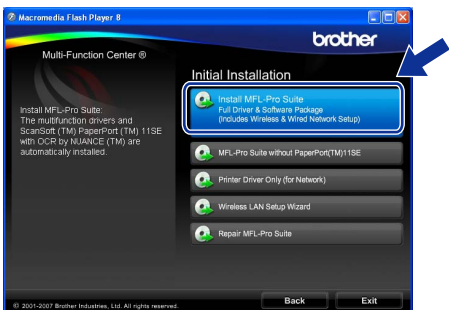 Macromedia Flash Player 8
brother
Multi-Function Center ®
Initial Installation
Install MFL-Pro Suite:
The multifunction drivers and
ScanSoft (TM) PaperPort (TM) 11SE
with OCR by NUANCE (TM) are
automatically installed.
Install MFL-Pro Suite
Full Driver & Software Package
(Includes Wireless & Wired Network Setup)
MFL-Pro Suite without PaperPort(TM)11SE
Printer Driver Only (for Network)
Wireless LAN Setup Wizard
Repair MFL-Pro Suite
Back
Exit
© 2001-2007 Brother Industries, Ltd. All rights reserved.